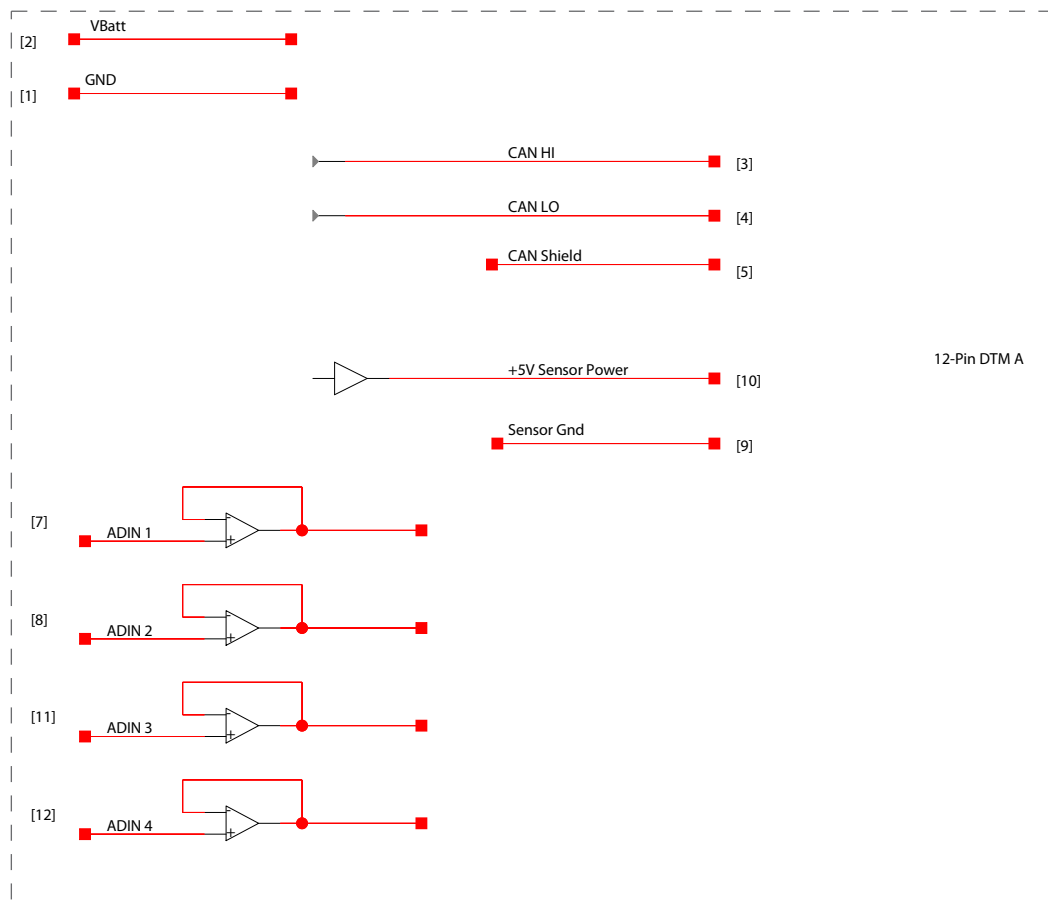 VBatt
[2]
GND
[1]
CAN HI
[3]
CAN LO
[4]
CAN Shield
[5]
12-Pin DTM A
+5V Sensor Power
[10]
Sensor Gnd
[9]
[7]
ADIN 1
-
+
[8]
ADIN 2
-
+
[11]
ADIN 3
-
+
[12]
ADIN 4
-
+